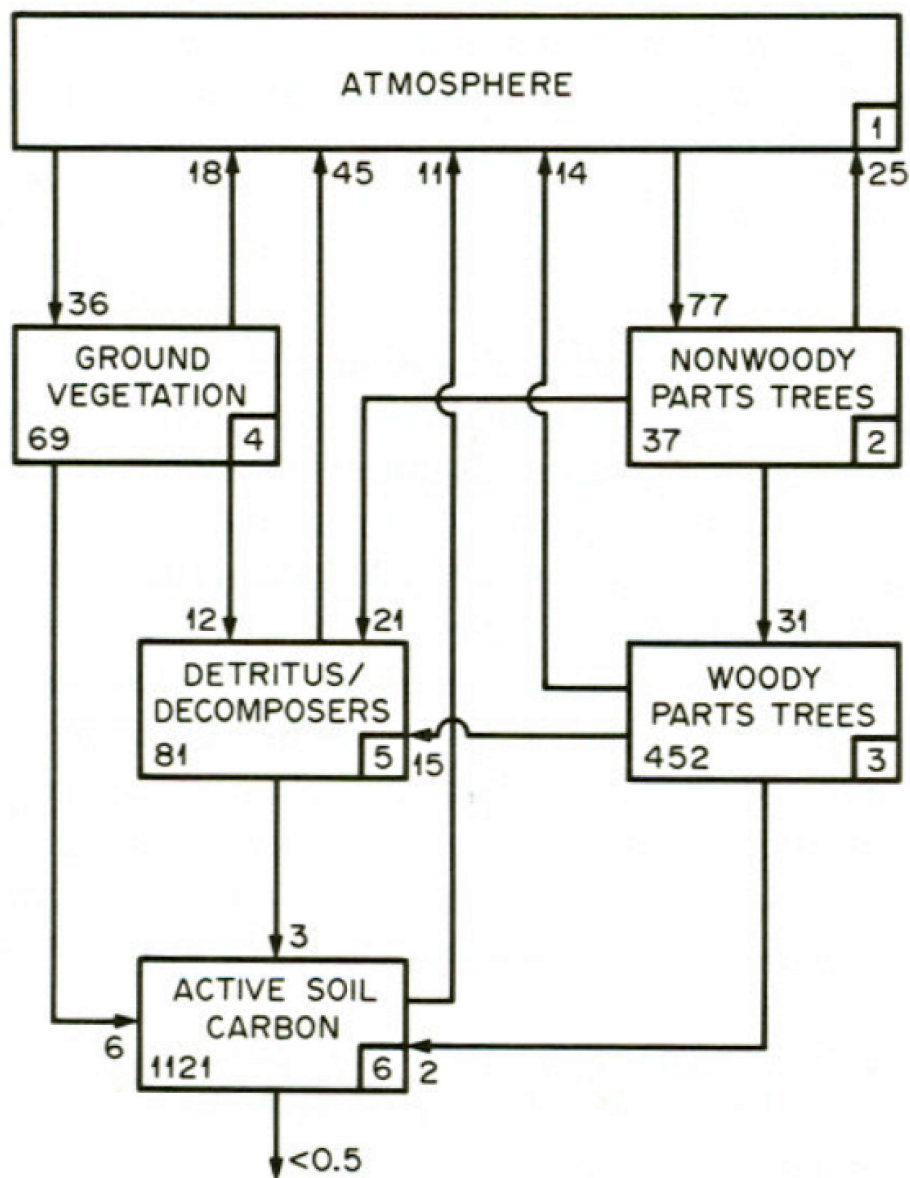 ATMOSPHERE
1
18
45
11
14
25
36
77
GROUND
VEGETATION
69
4
NONWOODY
PARTS TREES
37
2
12
21
31
DETRITUS/
DECOMPOSERS
81
5
15
WOODY
PARTS TREES
452
3
3
ACTIVE SOIL
CARBON
1121
6
6
2
<0.5